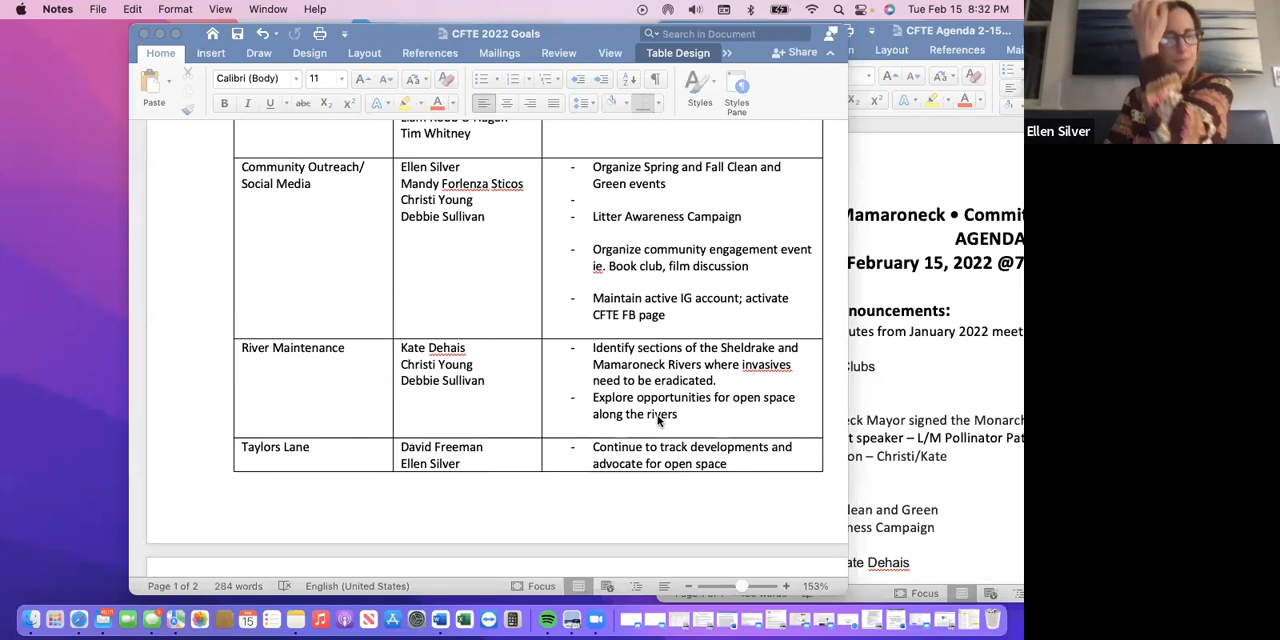 Notes File Edit Format View Window Help
Tue Feb 15 8:32 PM
CFTE 2022 Goals
Search in Document
CFTE Agenda 2-15...
Home Insert Draw Design Layout References Mailings Review View Table Design Share
Layout References
Calibri (Body) 11
Paste
Styles
Styles Pane
Tim Whitney
Community Outreach/
Social Media
Ellen Silver
Mandy Forlenza Sticos
Christi Young
Debbie Sullivan
- Organize Spring and Fall Clean and
Green events
-
- Litter Awareness Campaign
- Organize community engagement event
ie. Book club, film discussion
- Maintain active IG account; activate
CFTE FB page
River Maintenance
Kate Dehais
Christi Young
Debbie Sullivan
- Identify sections of the Sheldrake and
Mamaroneck Rivers where invasives
need to be eradicated.
- Explore opportunities for open space
along the rivers
Taylors Lane
David Freeman
Ellen Silver
- Continue to track developments and
advocate for open space
Page 1 of 2 284 words English (United States) Focus 153%
Mamaroneck • Commit
AGENDA
February 15, 2022 @7
nouncements:
utes from January 2022 meet
Clubs
eck Mayor signed the Monarch
t speaker – L/M Pollinator Pat
on – Christi/Kate
lean and Green
ness Campaign
ate Dehais
Focus
Ellen Silver